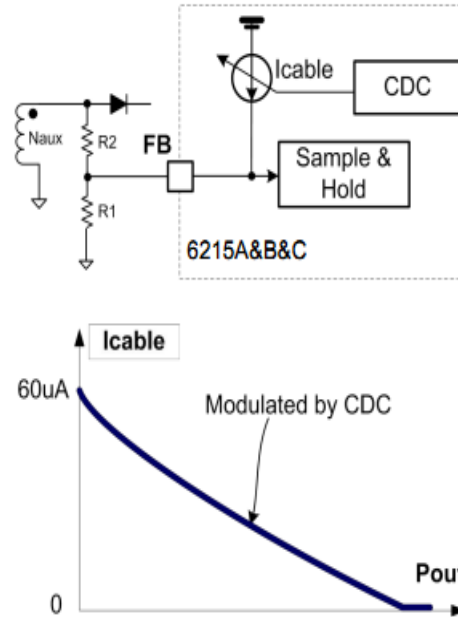 Icable
CDC
Naux
R2
FB
Sample &
Hold
R1
6215A&B&C
Icable
60uA
Modulated by CDC
Pou
0